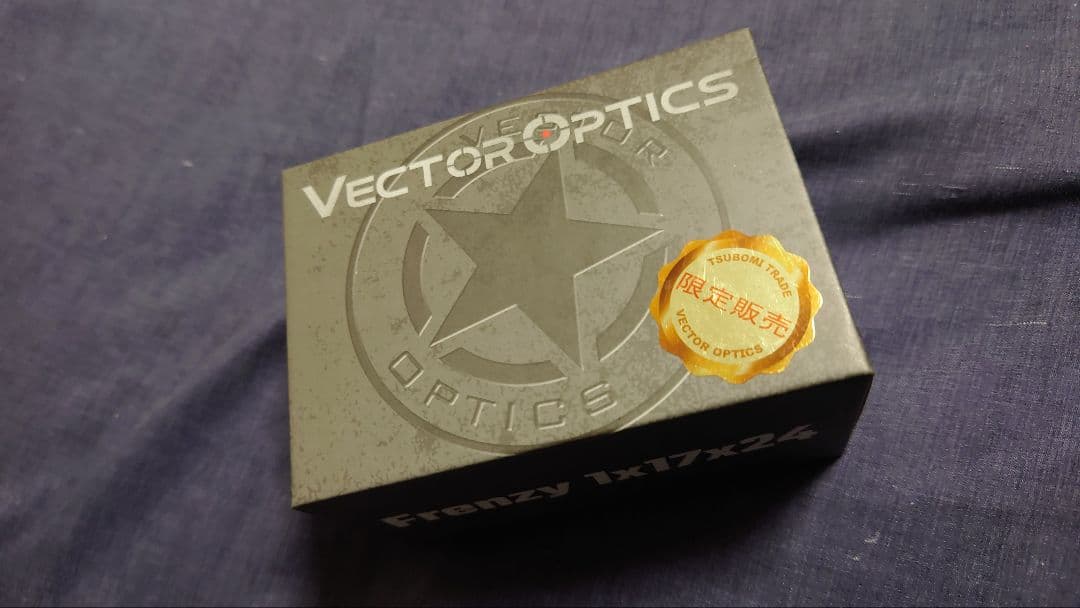 VECTOR OPTICS
VECTOR
OPTICS
TSUBOMI TRADE
限定販売
VECTOR OPTICS
Frenzy 1x17x24